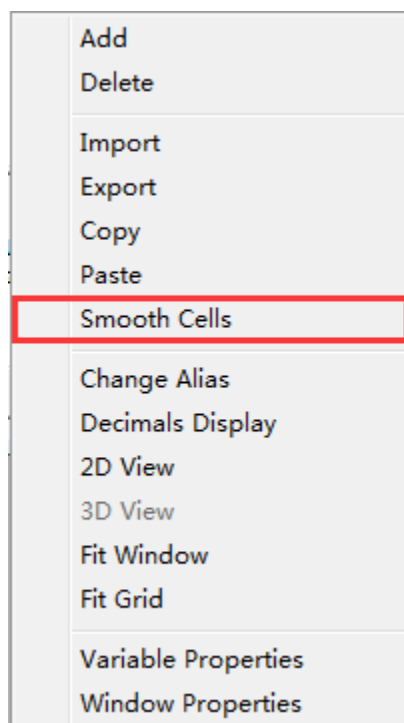 Add
Delete
Import
Export
Copy
Paste
Smooth Cells
Change Alias
Decimals Display
2D View
3D View
Fit Window
Fit Grid
Variable Properties
Window Properties